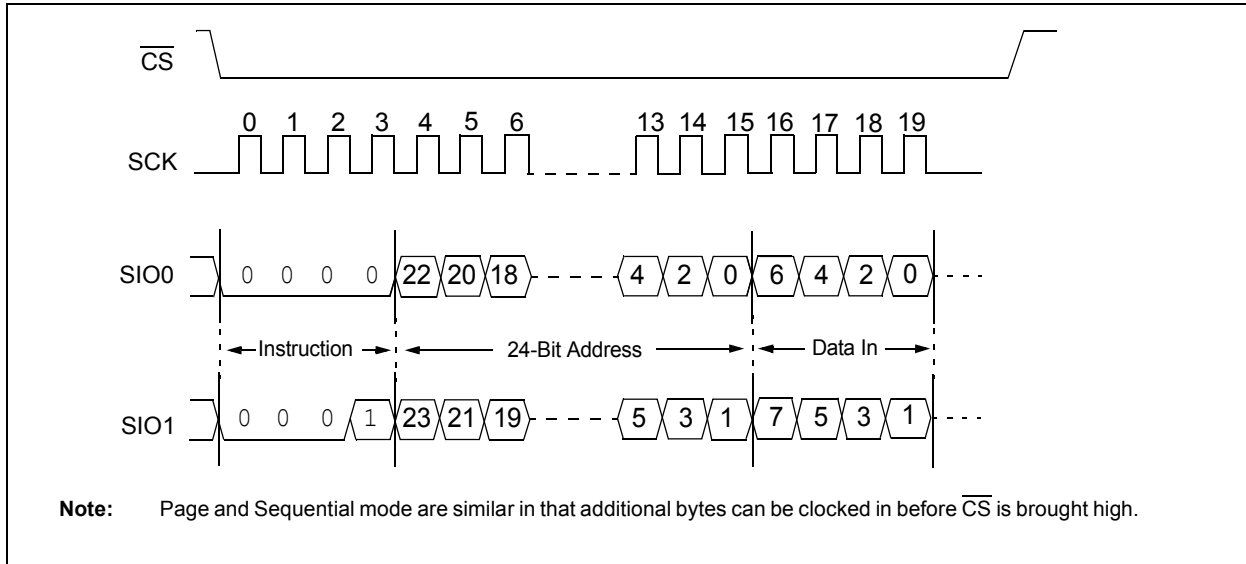 CS
0 1 2 3 4 5 6 13 14 15 16 17 18 19
SCK
SIO0 0 0 0 0 22 20 18 4 2 0 6 4 2 0
Instruction 24-Bit Address Data In
SIO1 0 0 0 1 23 21 19 5 3 1 7 5 3 1
Note: Page and Sequential mode are similar in that additional bytes can be clocked in before CS is brought high.